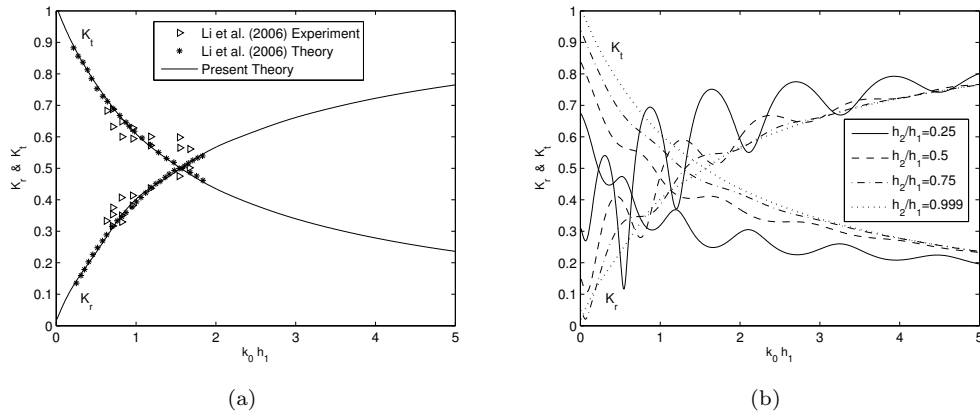 1
0.9
0.8
0.7
0.6
0.5
0.4
0.3
0.2
0.1
0
K_r & K_t
K_t
K_r
Li et al. (2006) Experiment
Li et al. (2006) Theory
Present Theory
0 1 2 3 4 5
k_0 h_1
(a)
1
0.9
0.8
0.7
0.6
0.5
0.4
0.3
0.2
0.1
0
K_r & K_t
K_t
K_r
h_2/h_1=0.25
h_2/h_1=0.5
h_2/h_1=0.75
h_2/h_1=0.999
0 1 2 3 4 5
k_0 h_1
(b)